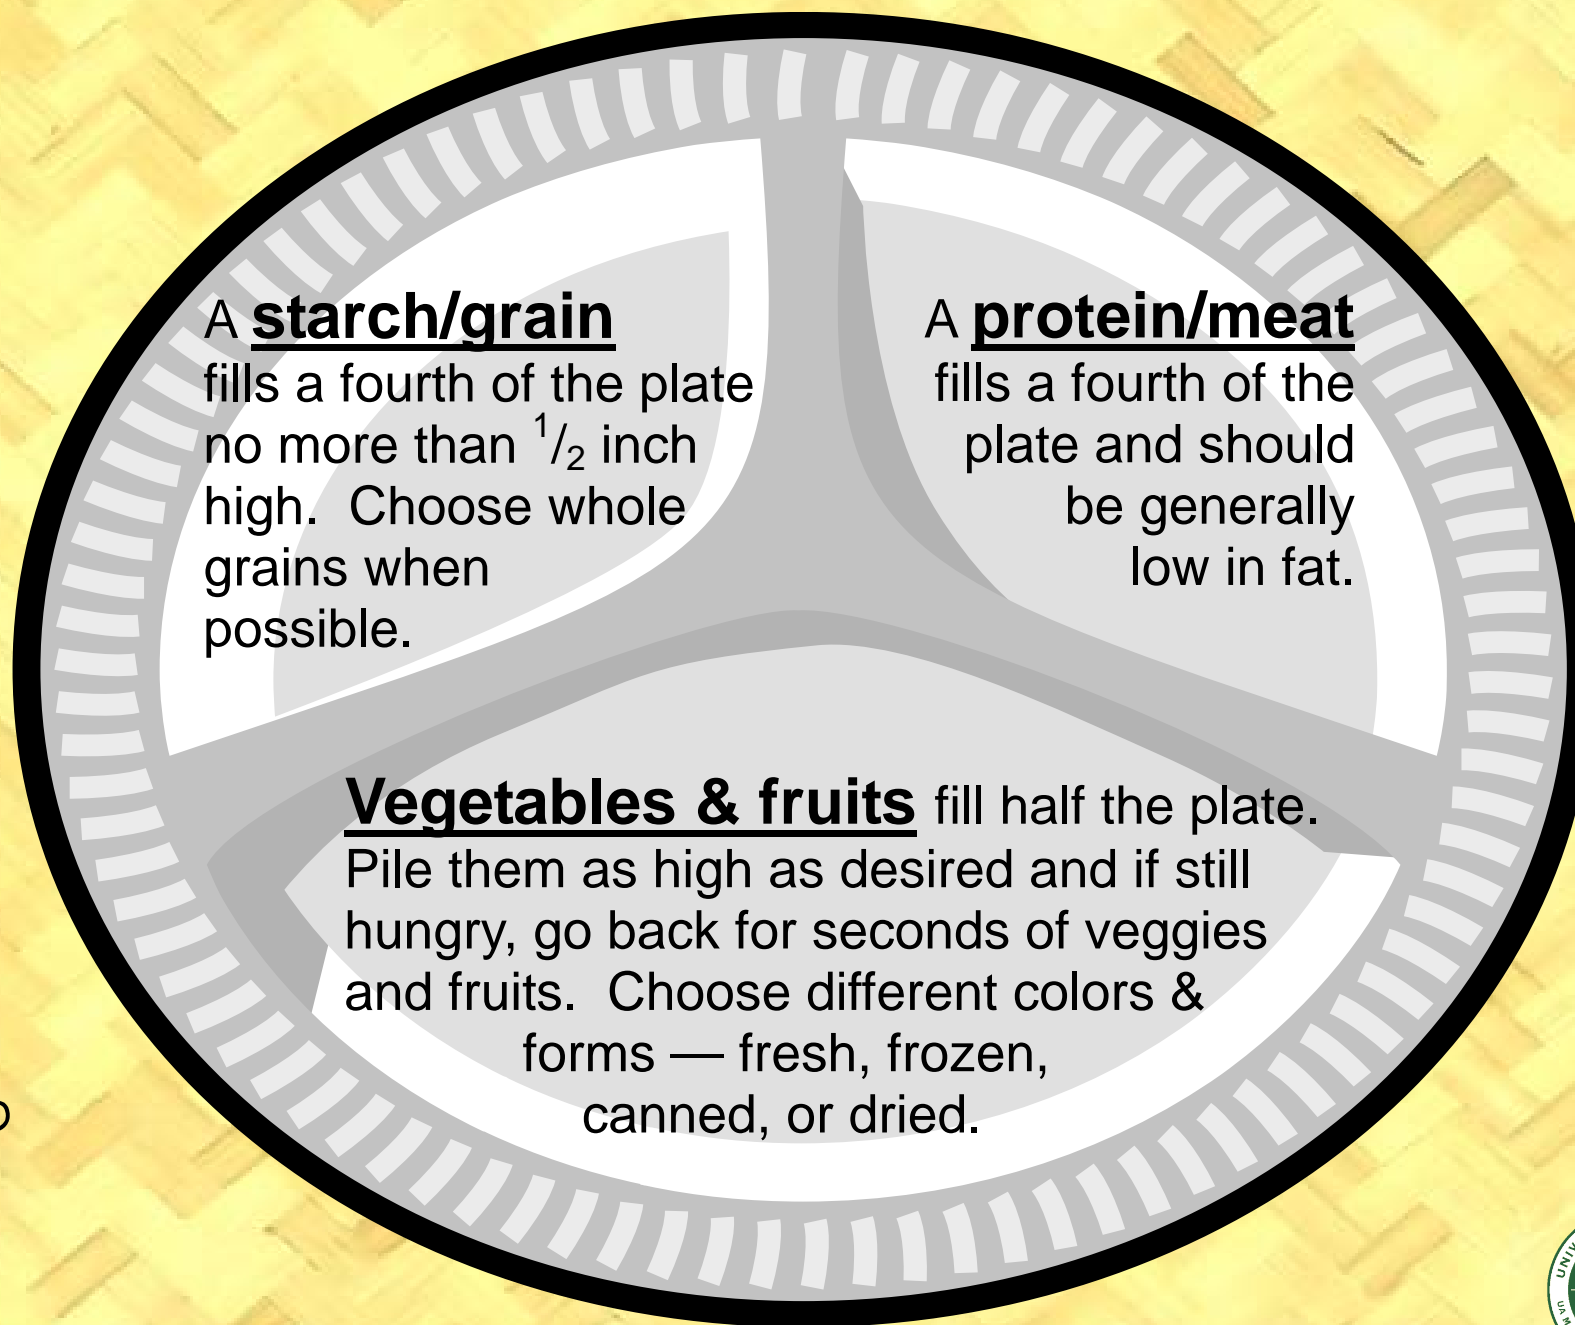 A starch/grain
fills a fourth of the plate
no more than 1/2 inch
high.  Choose whole
grains when
possible.
A protein/meat
fills a fourth of the
plate and should
be generally
low in fat.
Vegetables & fruits fill half the plate.
Pile them as high as desired and if still
hungry, go back for seconds of veggies
and fruits.  Choose different colors &
forms — fresh, frozen,
canned, or dried.